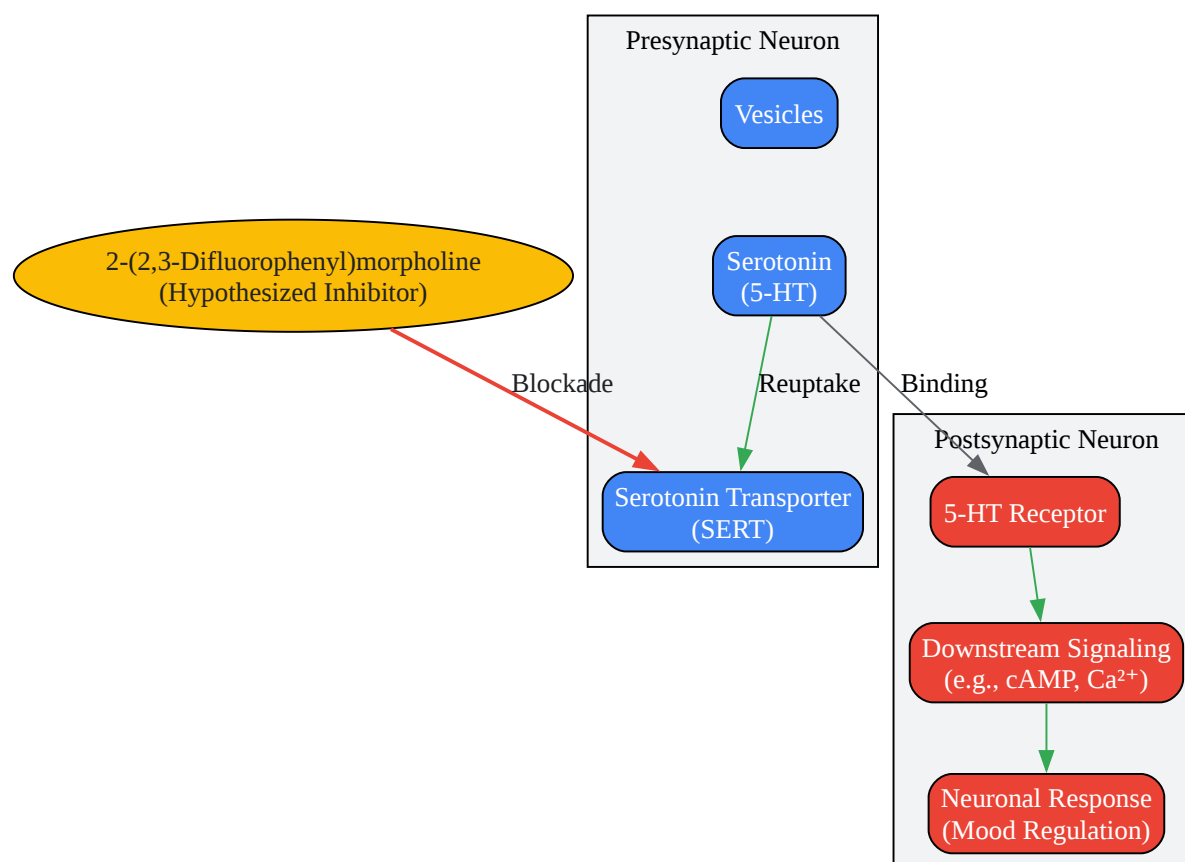 Presynaptic Neuron
Vesicles
2-(2,3-Difluorophenyl)morpholine
(Hypothesized Inhibitor)
Serotonin
(5-HT)
Blockade
Reuptake
Binding
Serotonin Transporter
(SERT)
Postsynaptic Neuron
5-HT Receptor
Downstream Signaling
(e.g., cAMP, Ca²⁺)
Neuronal Response
(Mood Regulation)